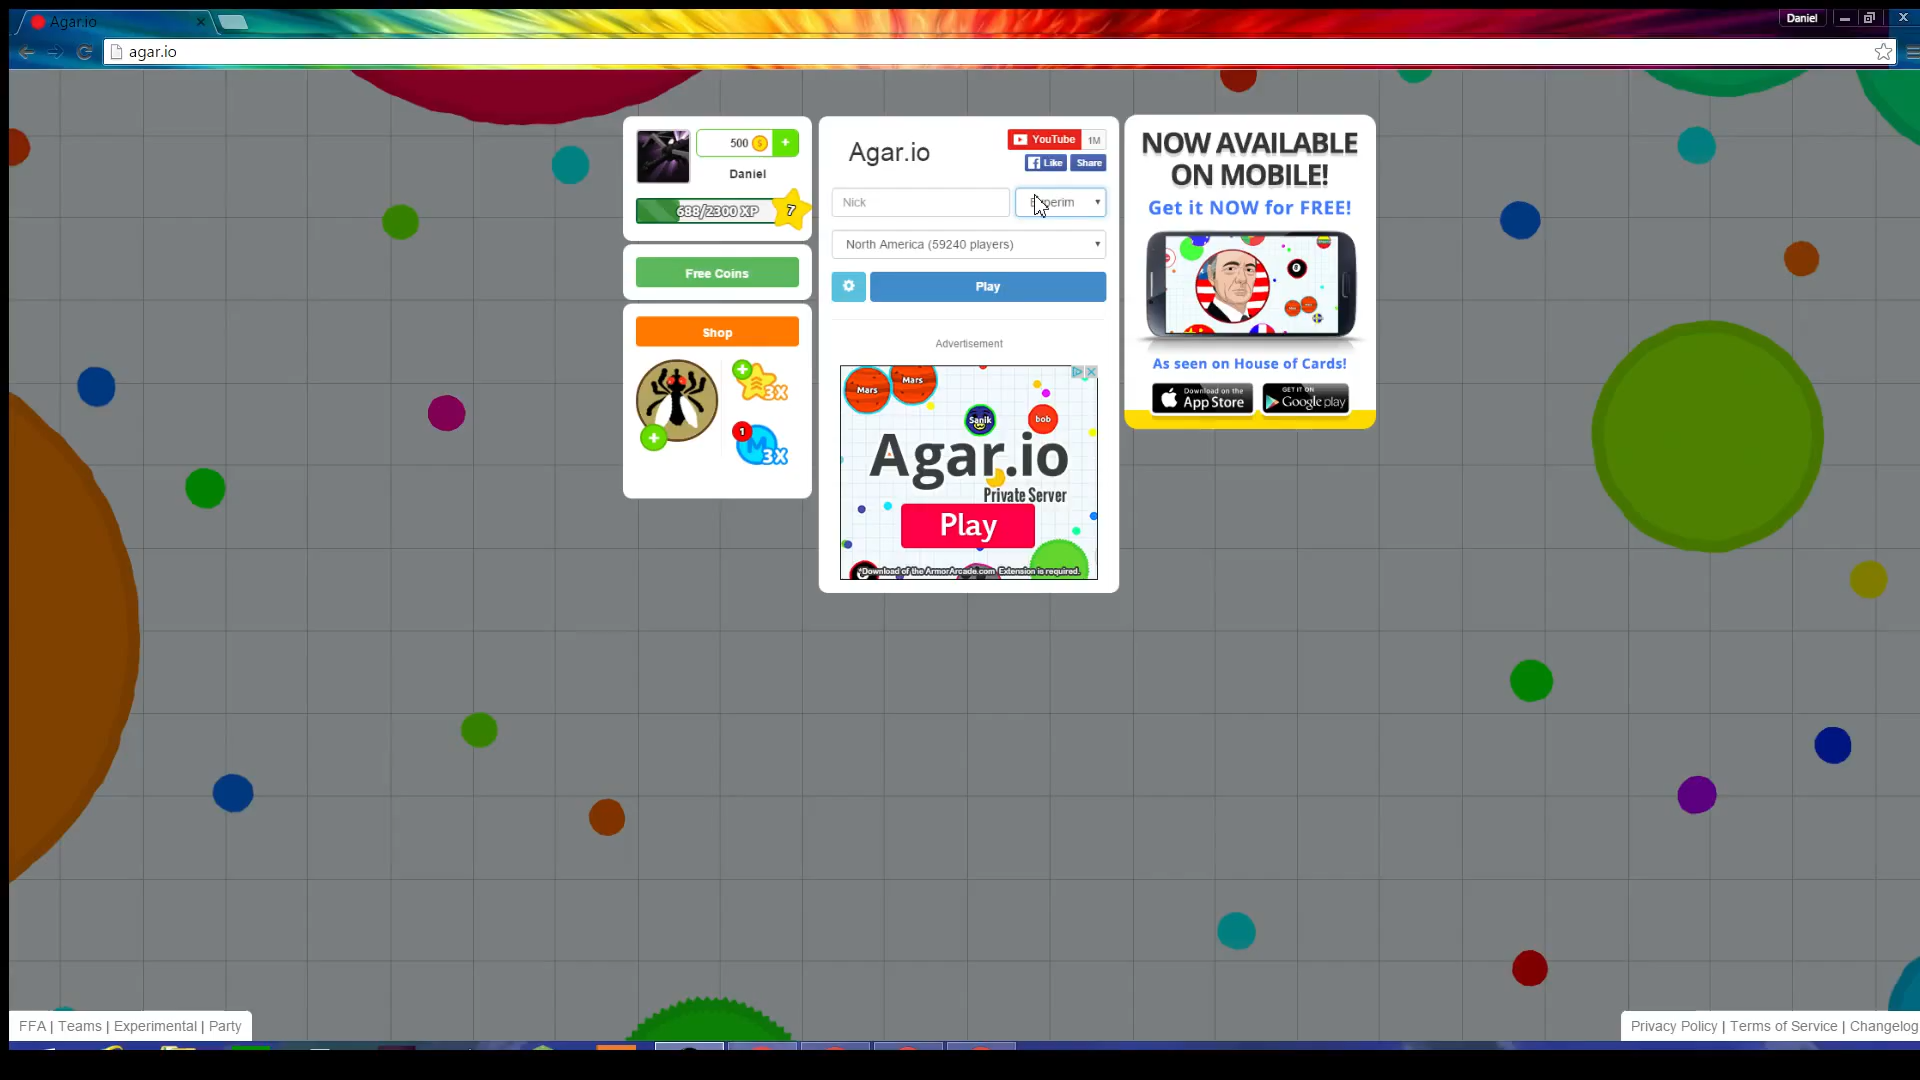 Agar.io
Daniel
agar.io
500
+
Daniel
688/2300 XP
7
Free Coins
Shop
3X
1
M
3X
Agar.io
YouTube 1M
Like Share
Nick
North America (59240 players)
Play
Advertisement
Mars
Mars
Sanik
bob
Agar.io
Private Server
Play
*Download of the ArmorArcade.com Extension is required.
NOW AVAILABLE
ON MOBILE!
Get it NOW for FREE!
8
As seen on House of Cards!
Download on the
App Store
GET IT ON
Google play
FFA | Teams | Experimental | Party
Privacy Policy | Terms of Service | Changelog